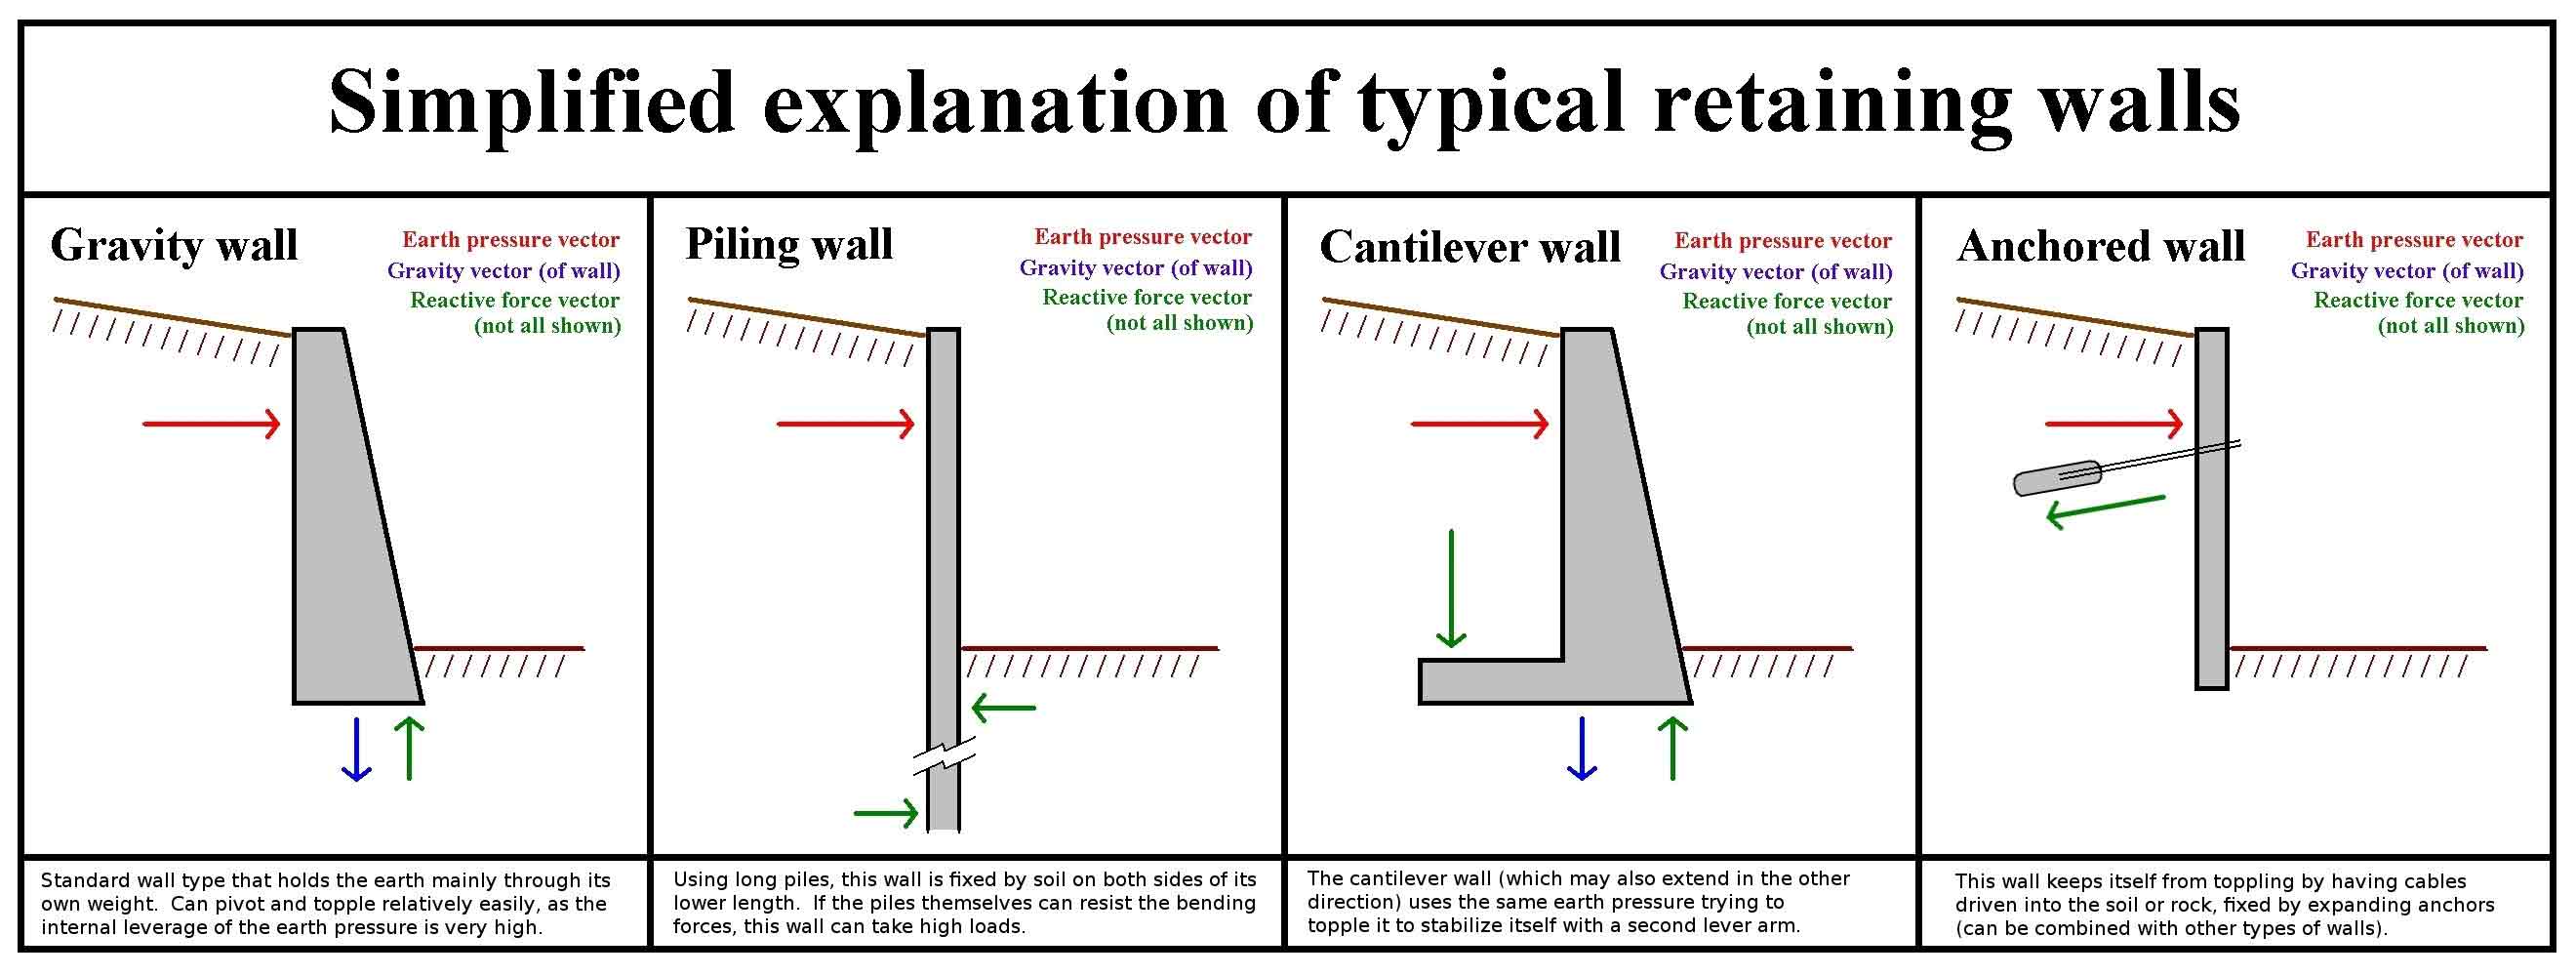 Simplified explanation of typical retaining walls
Gravity wall
Earth pressure vector
Gravity vector (of wall)
Reactive force vector
(not all shown)
Standard wall type that holds the earth mainly through its
own weight. Can pivot and topple relatively easily, as the
internal leverage of the earth pressure is very high.
Piling wall
Earth pressure vector
Gravity vector (of wall)
Reactive force vector
(not all shown)
Using long piles, this wall is fixed by soil on both sides of its
lower length. If the piles themselves can resist the bending
forces, this wall can take high loads.
Cantilever wall
Earth pressure vector
Gravity vector (of wall)
Reactive force vector
(not all shown)
The cantilever wall (which may also extend in the other
direction) uses the same earth pressure trying to
topple it to stabilize itself with a second lever arm.
Anchored wall
Earth pressure vector
Gravity vector (of wall)
Reactive force vector
(not all shown)
This wall keeps itself from toppling by having cables
driven into the soil or rock, fixed by expanding anchors
(can be combined with other types of walls).